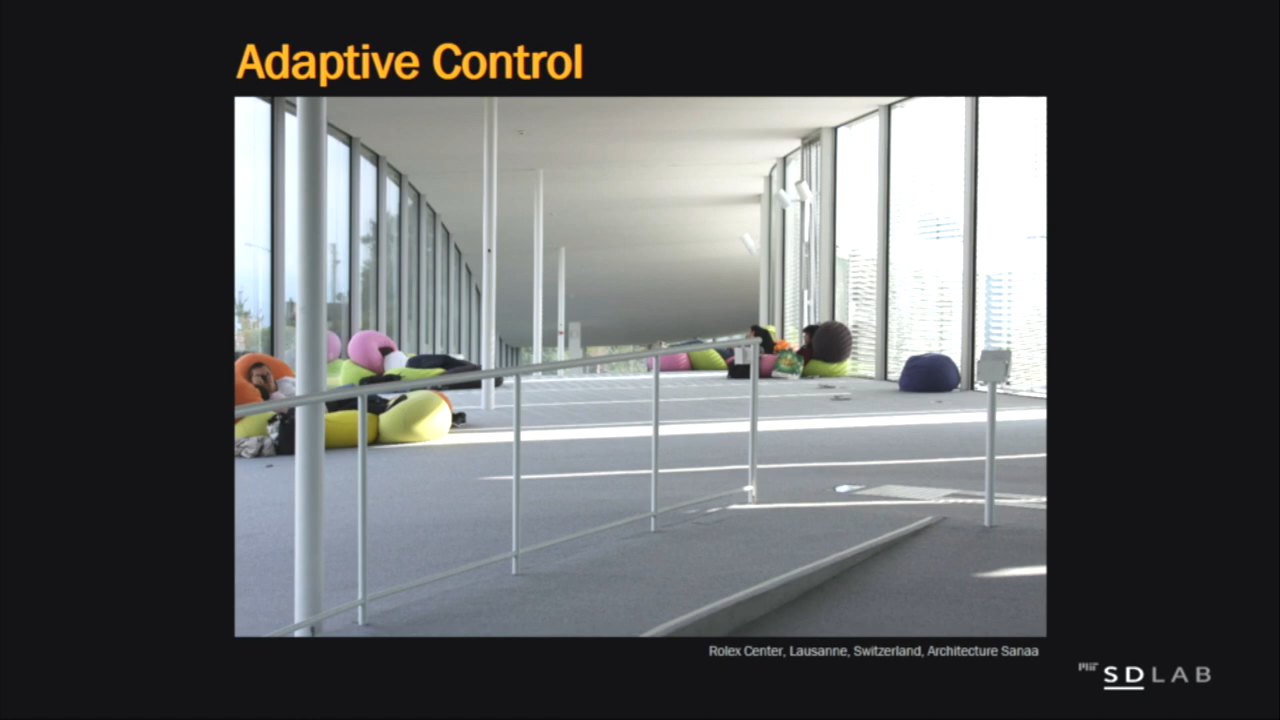 Adaptive Control
Rolex Center, Lausanne, Switzerland, Architecture Sanaa
MIT SDLAB